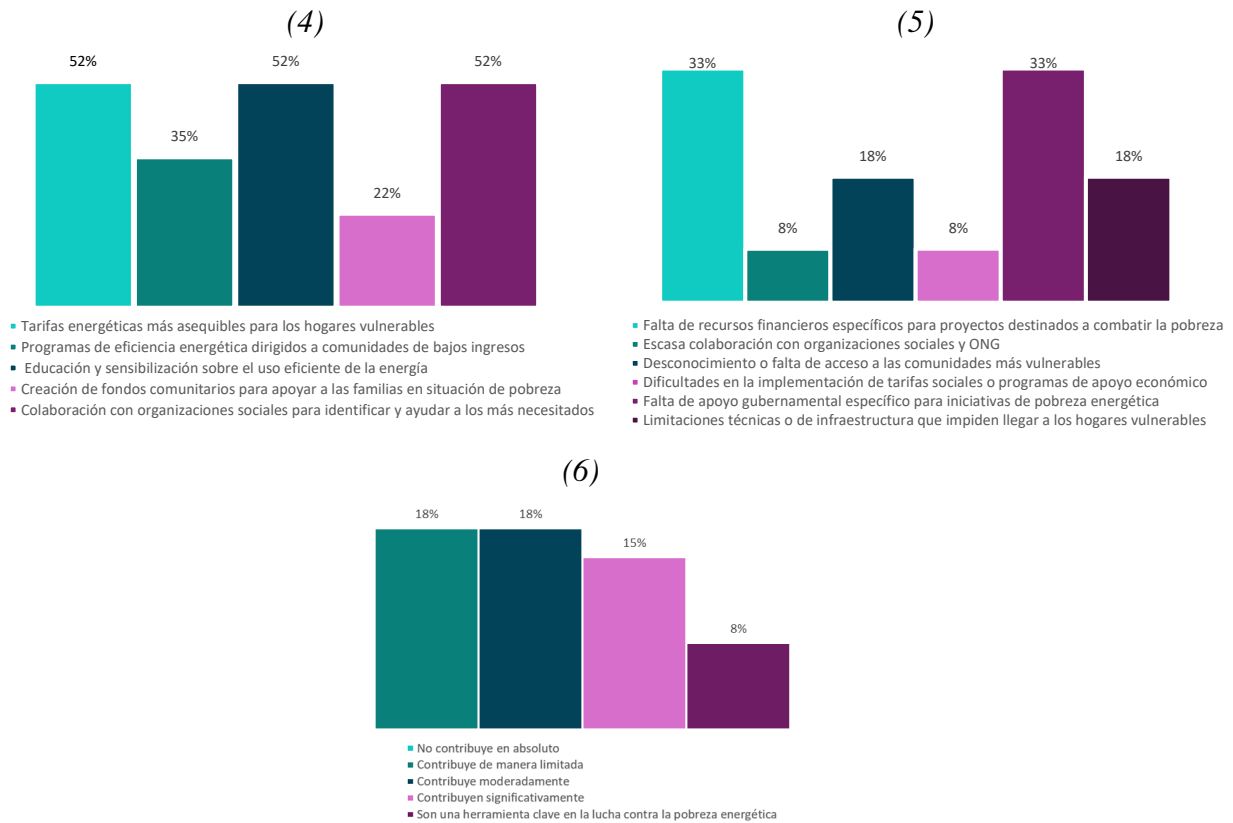 (4)
52%
35%
52%
22%
52%
Tarifas energéticas más asequibles para los hogares vulnerables
Programas de eficiencia energética dirigidos a comunidades de bajos ingresos
Educación y sensibilización sobre el uso eficiente de la energía
Creación de fondos comunitarios para apoyar a las familias en situación de pobreza
Colaboración con organizaciones sociales para identificar y ayudar a los más necesitados
(5)
33%
8%
18%
8%
33%
18%
Falta de recursos financieros específicos para proyectos destinados a combatir la pobreza
Escasa colaboración con organizaciones sociales y ONG
Desconocimiento o falta de acceso a las comunidades más vulnerables
Dificultades en la implementación de tarifas sociales o programas de apoyo económico
Falta de apoyo gubernamental específico para iniciativas de pobreza energética
Limitaciones técnicas o de infraestructura que impiden llegar a los hogares vulnerables
(6)
18%
18%
15%
8%
No contribuye en absoluto
Contribuye de manera limitada
Contribuye moderadamente
Contribuyen significativamente
Son una herramienta clave en la lucha contra la pobreza energética